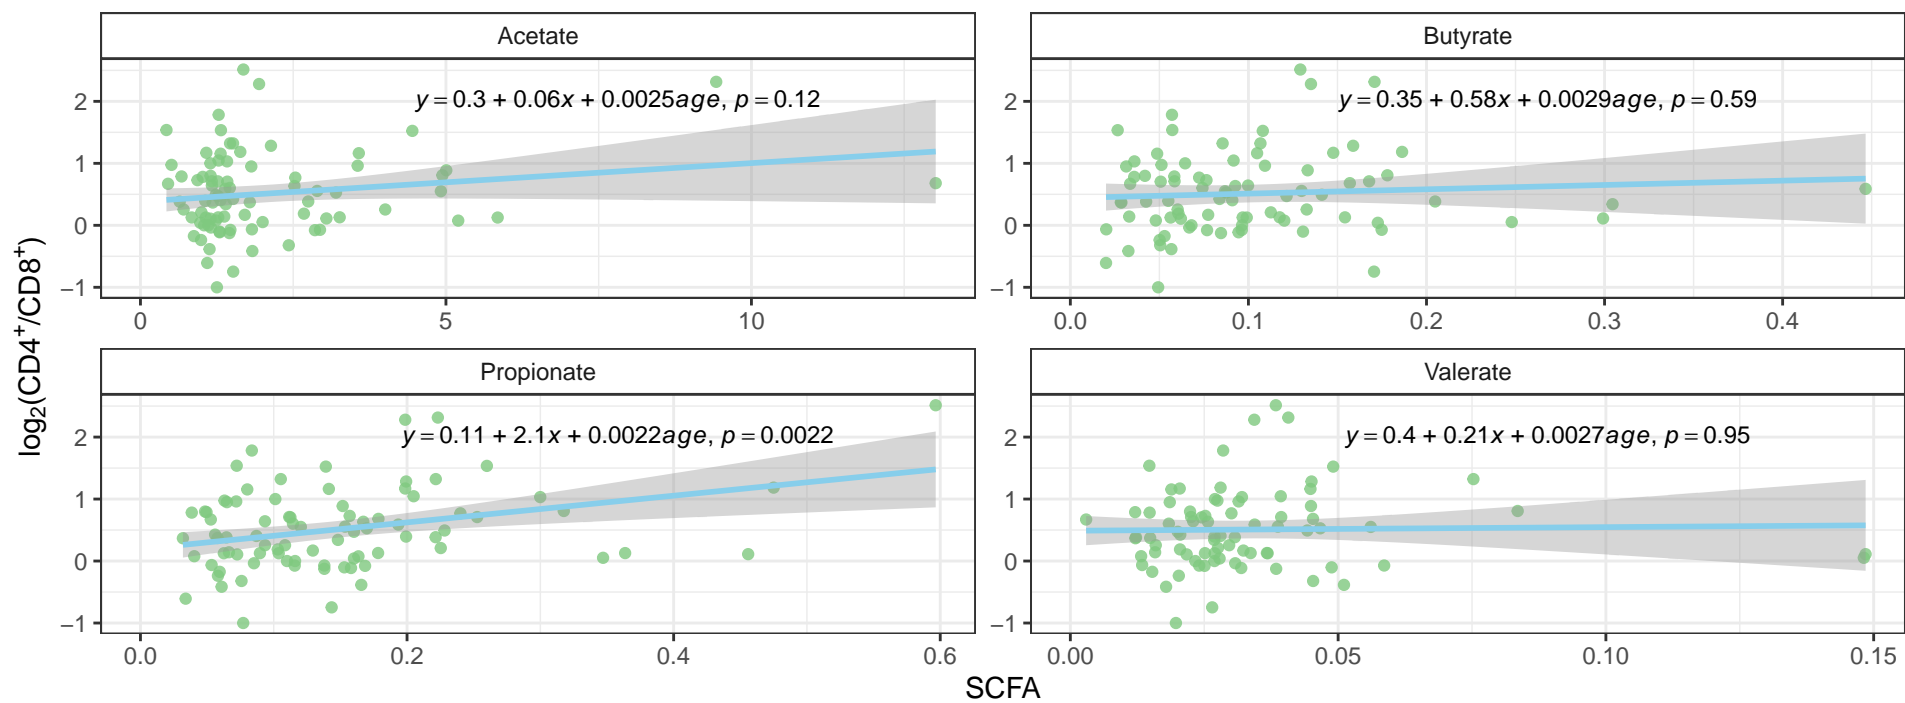 Acetate
Butyrate
y = 0.3 + 0.06x + 0.0025age, p = 0.12
y = 0.35 + 0.58x + 0.0029age, p = 0.59
2
1
0
−1
2
1
0
−1
0 5 10
0.0 0.1 0.2 0.3 0.4
Propionate
Valerate
y = 0.11 + 2.1x + 0.0022age, p = 0.0022
y = 0.4 + 0.21x + 0.0027age, p = 0.95
2
1
0
−1
2
1
0
−1
0.0 0.2 0.4 0.6
0.00 0.05 0.10 0.15
log₂(CD4⁺/CD8⁺)
SCFA